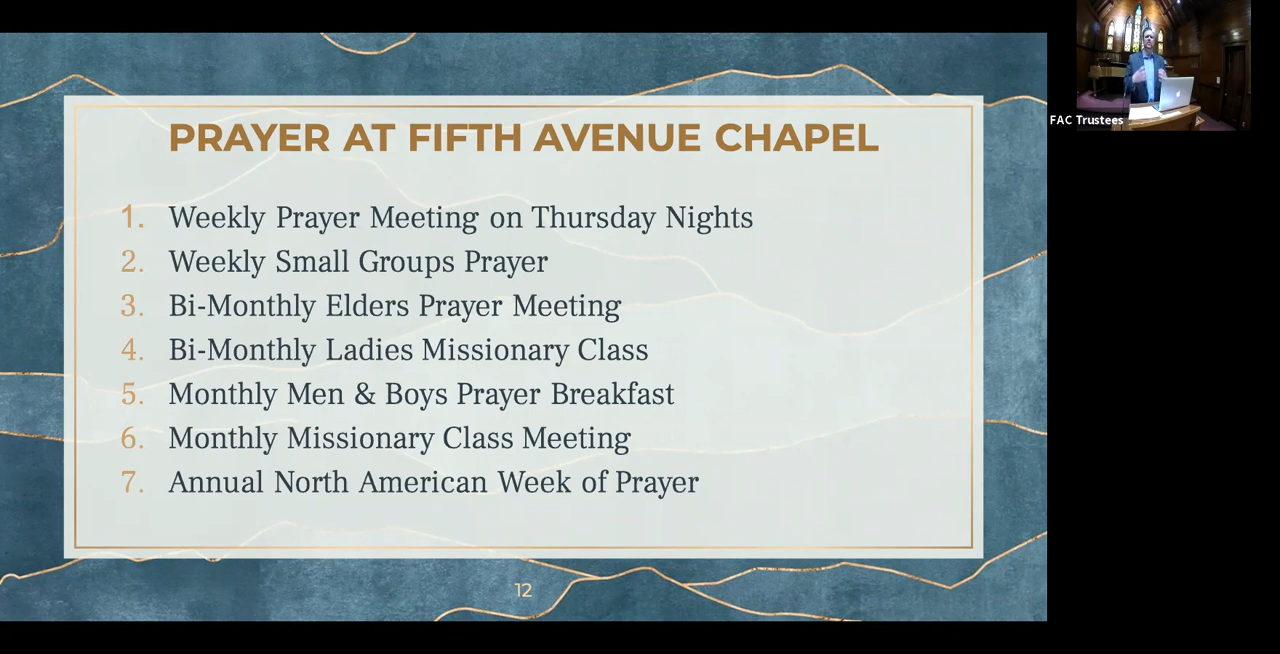 PRAYER AT FIFTH AVENUE CHAPEL
1. Weekly Prayer Meeting on Thursday Nights
2. Weekly Small Groups Prayer
3. Bi-Monthly Elders Prayer Meeting
4. Bi-Monthly Ladies Missionary Class
5. Monthly Men & Boys Prayer Breakfast
6. Monthly Missionary Class Meeting
7. Annual North American Week of Prayer
12
FAC Trustees